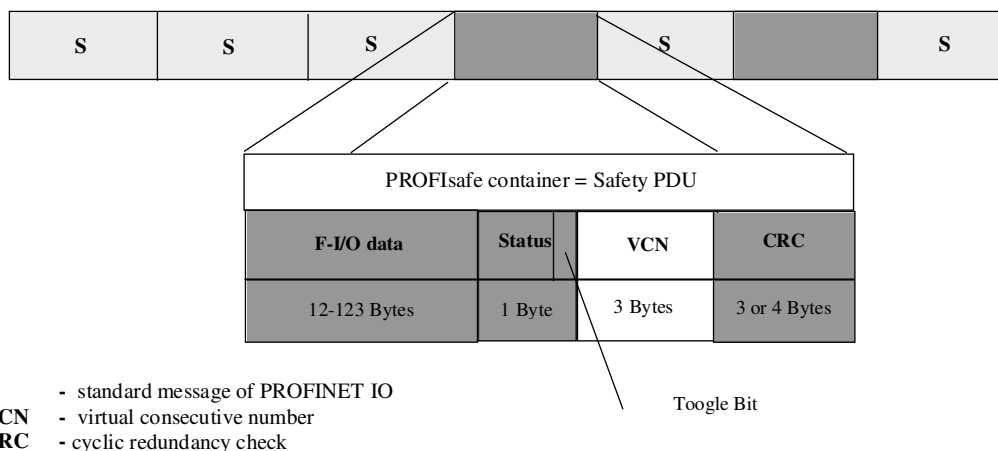 S S S S S
PROFIsafe container = Safety PDU
F-I/O data Status VCN CRC
12-123 Bytes 1 Byte 3 Bytes 3 or 4 Bytes
Toogle Bit
- standard message of PROFINET IO
CN - virtual consecutive number
RC - cyclic redundancy check